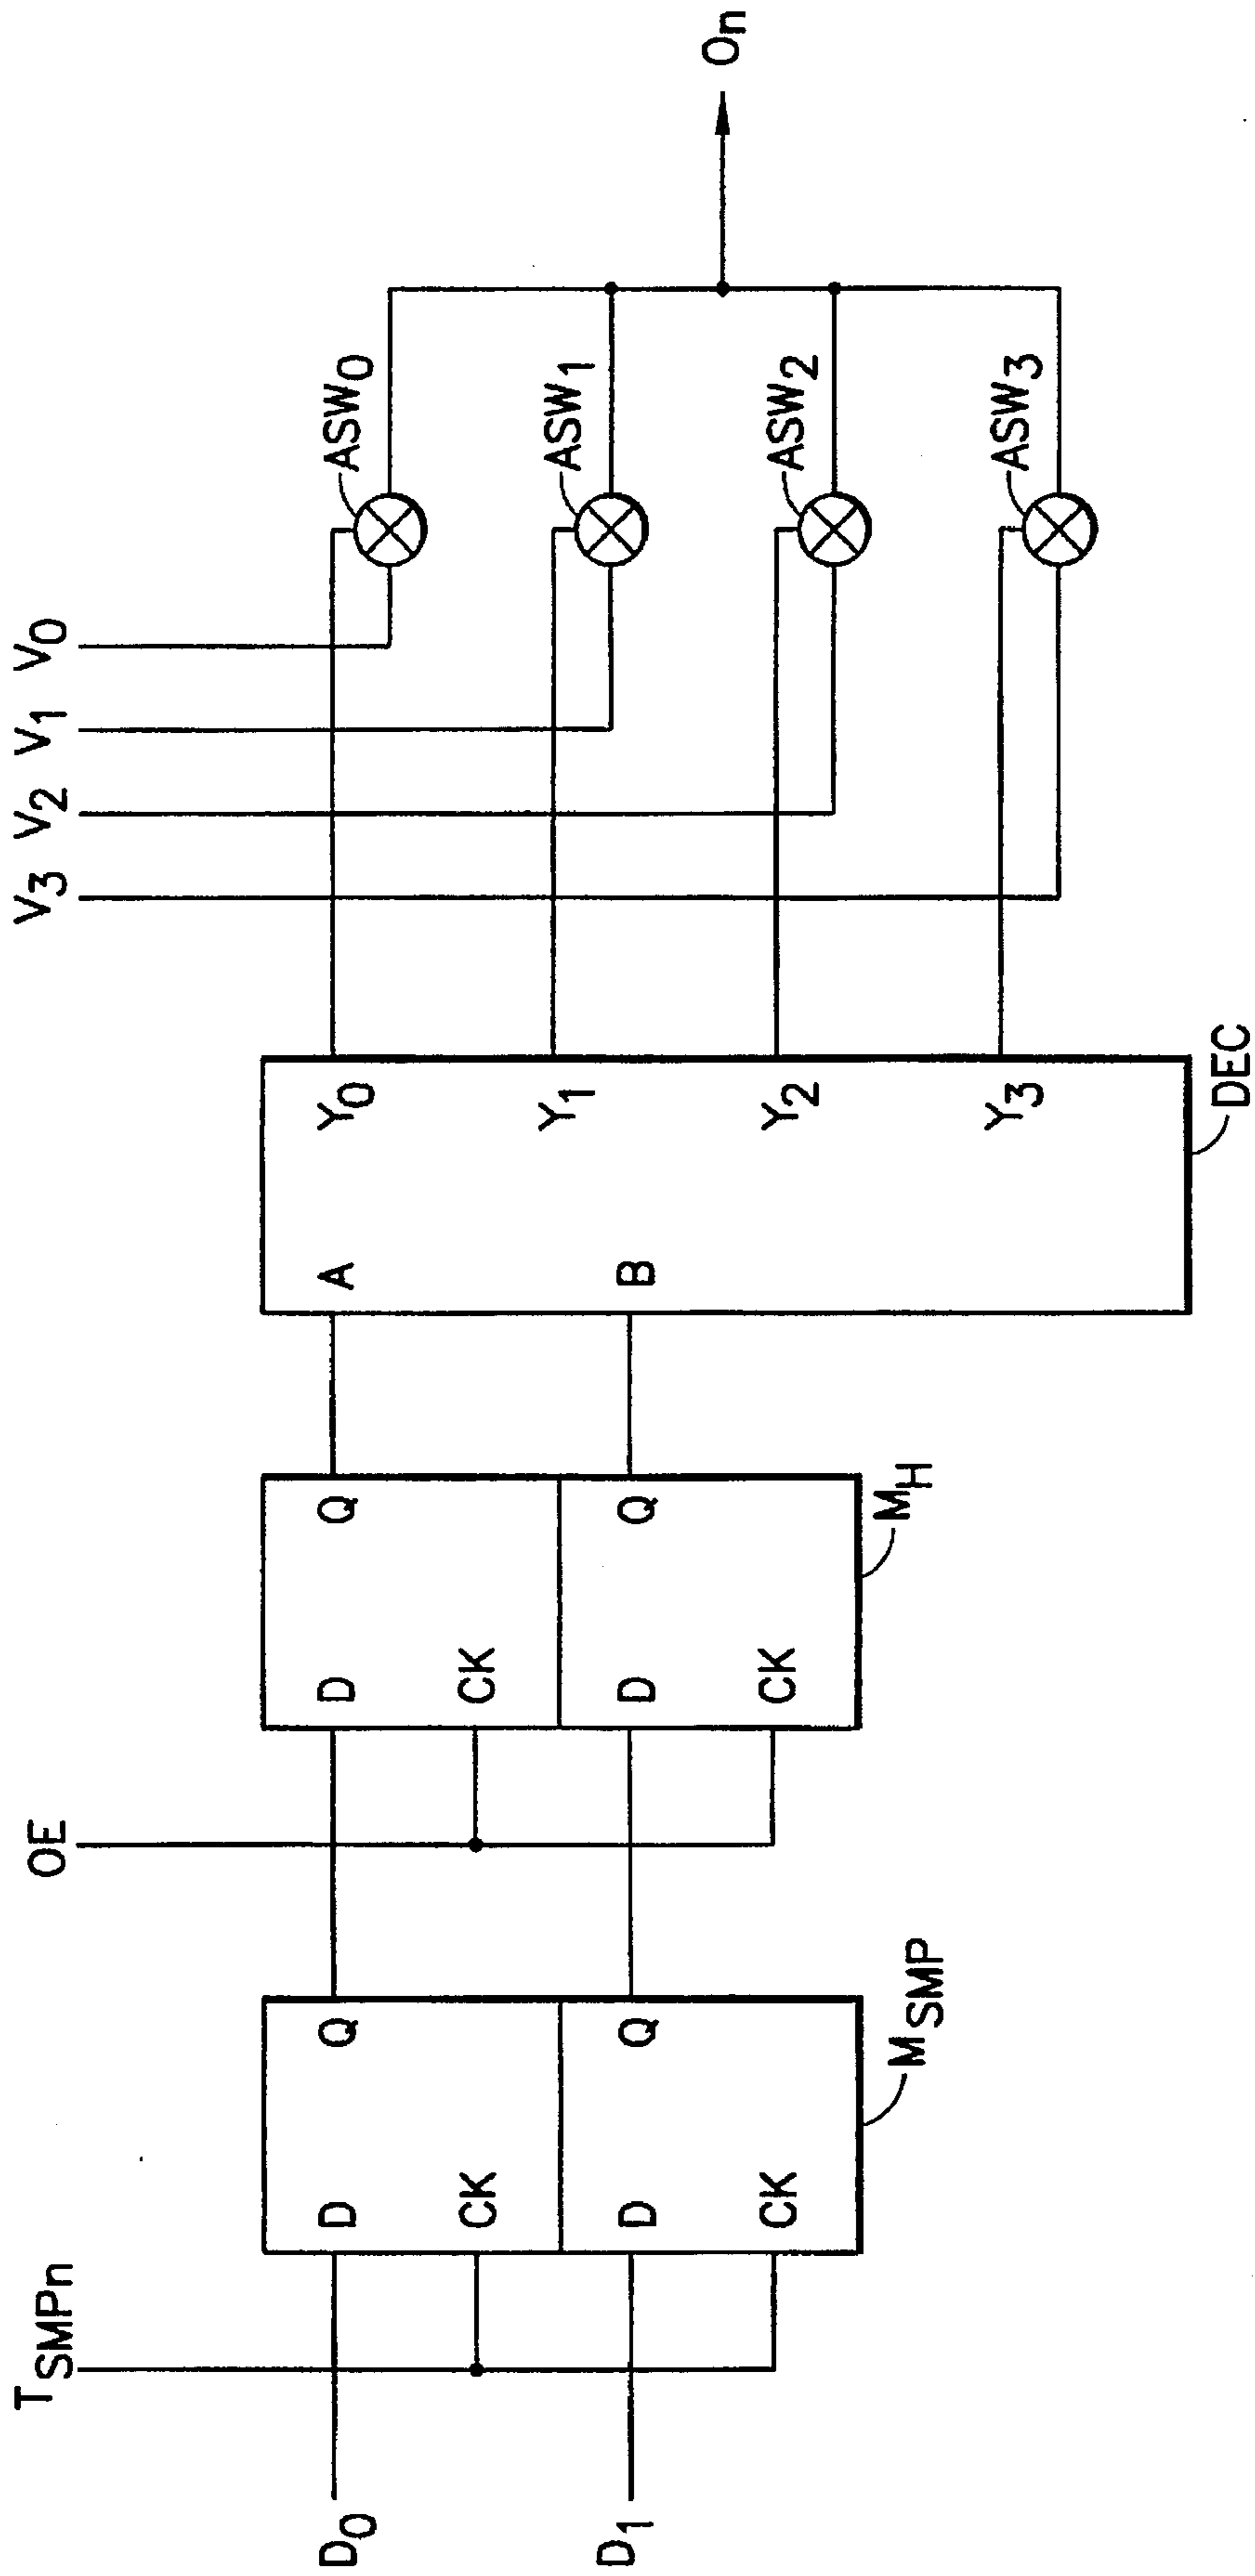 TSMPn
OE
V3 V2 V1 V0
D0
D1
D Q
CK
D Q
CK
MSMP
D Q
CK
D Q
CK
MH
A
B
Y0
Y1
Y2
Y3
DEC
ASW0
ASW1
ASW2
ASW3
On